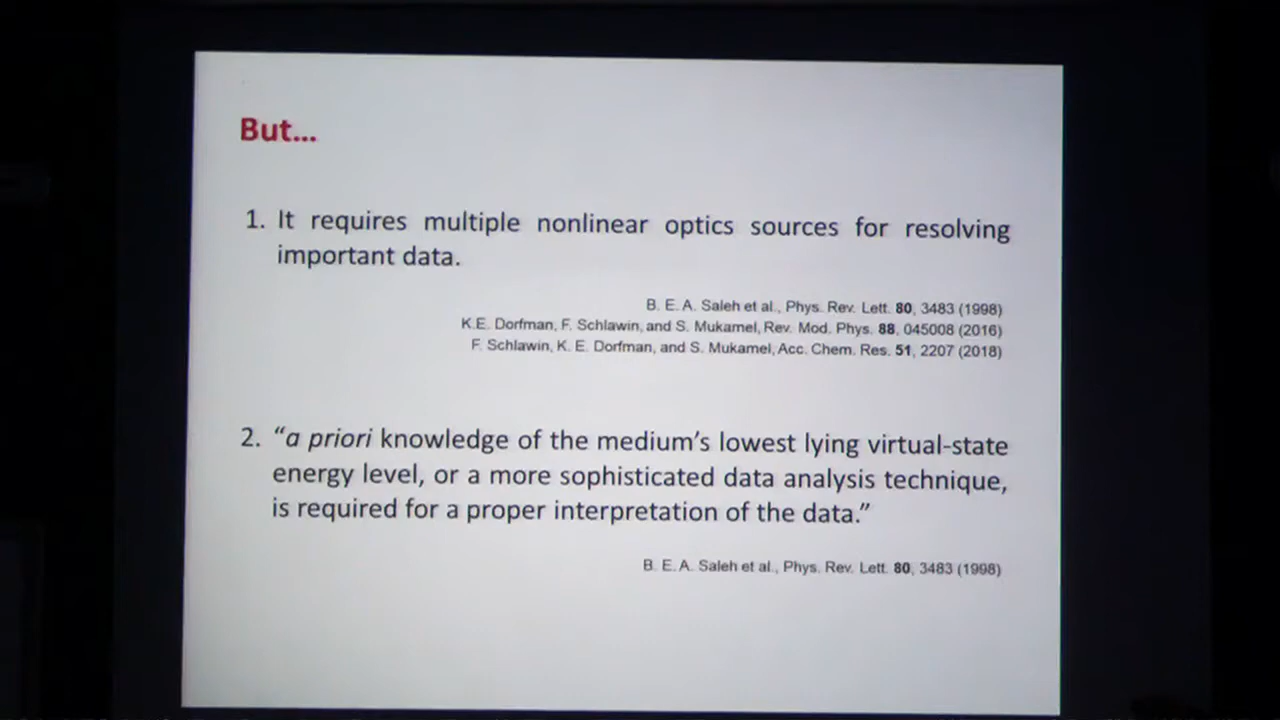 But...
1. It requires multiple nonlinear optics sources for resolving
important data.
B. E. A. Saleh et al., Phys. Rev. Lett. 80, 3483 (1998)
K.E. Dorfman, F. Schlawin, and S. Mukamel, Rev. Mod. Phys. 88, 045008 (2016)
F. Schlawin, K. E. Dorfman, and S. Mukamel, Acc. Chem. Res. 51, 2207 (2018)
2. “a priori knowledge of the medium’s lowest lying virtual-state
energy level, or a more sophisticated data analysis technique,
is required for a proper interpretation of the data.”
B. E. A. Saleh et al., Phys. Rev. Lett. 80, 3483 (1998)